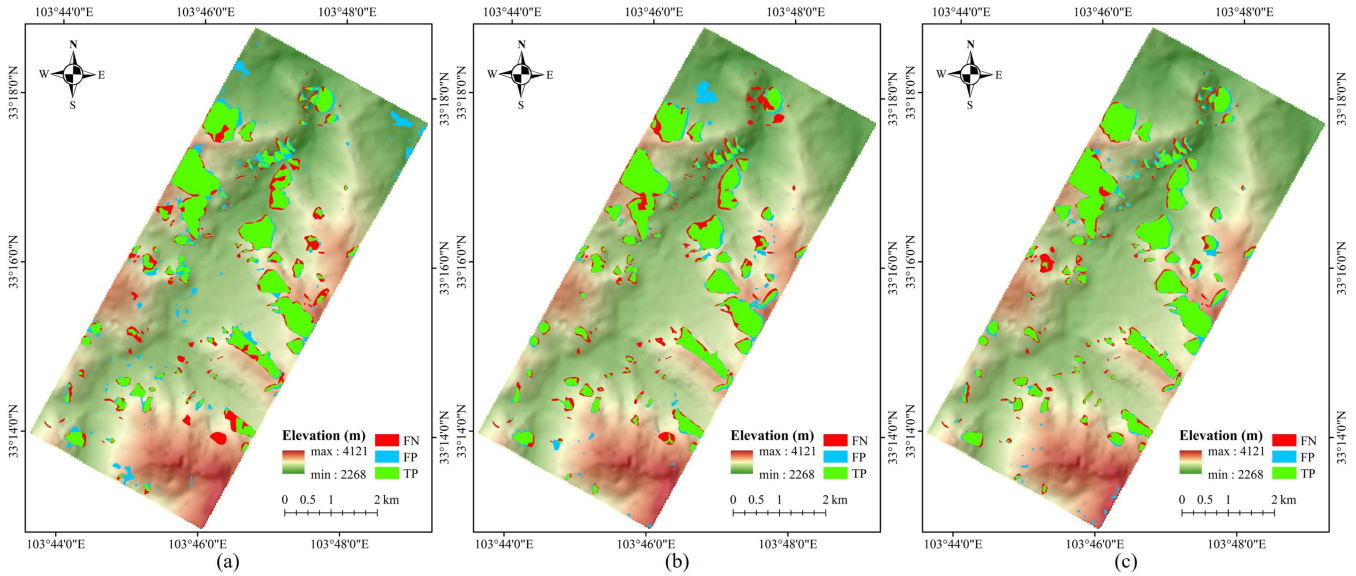 103°44'0"E 103°46'0"E 103°48'0"E
33°18'0"N
33°16'0"N
33°14'0"N
N
W E
S
Elevation (m)
max : 4121
min : 2268
FN
FP
TP
0 0.5 1 2 km
33°18'0"N
33°16'0"N
33°14'0"N
103°44'0"E 103°46'0"E 103°48'0"E
(a)
103°44'0"E 103°46'0"E 103°48'0"E
N
W E
S
Elevation (m)
max : 4121
min : 2268
FN
FP
TP
0 0.5 1 2 km
33°18'0"N
33°16'0"N
33°14'0"N
103°44'0"E 103°46'0"E 103°48'0"E
(b)
103°44'0"E 103°46'0"E 103°48'0"E
N
W E
S
Elevation (m)
max : 4121
min : 2268
FN
FP
TP
0 0.5 1 2 km
33°18'0"N
33°16'0"N
33°14'0"N
103°44'0"E 103°46'0"E 103°48'0"E
(c)